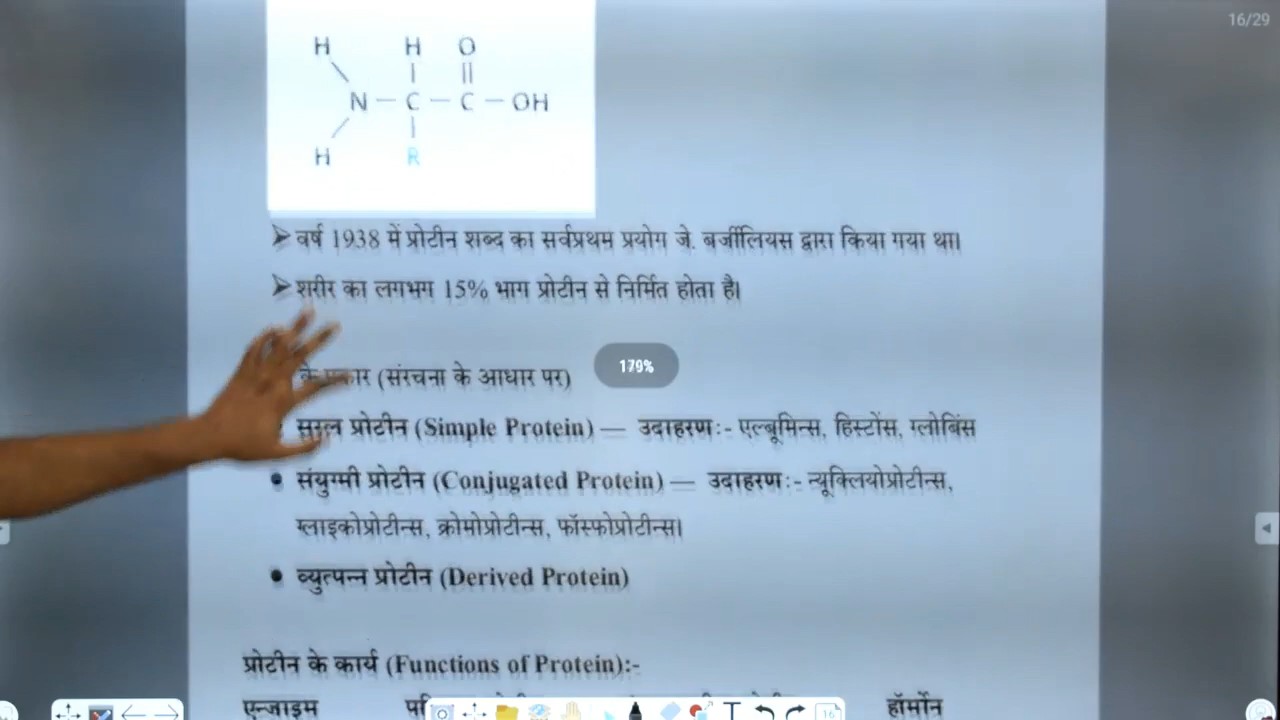 16/29
H H O
N — C — C — OH
H R
➤ वर्ष 1938 में प्रोटीन शब्द का सर्वप्रथम प्रयोग जे. बर्जीलियस द्वारा किया गया था।
➤ शरीर का लगभग 15% भाग प्रोटीन से निर्मित होता है।
179%
के प्रकार (संरचना के आधार पर)
सरल प्रोटीन (Simple Protein) — उदाहरण:- एल्बूमिन्स, हिस्टोंस, ग्लोबिंस
• संयुग्मी प्रोटीन (Conjugated Protein) — उदाहरण:- न्यूक्लियोप्रोटीन्स,
ग्लाइकोप्रोटीन्स, क्रोमोप्रोटीन्स, फॉस्फोप्रोटीन्स।
• व्युत्पन्न प्रोटीन (Derived Protein)
प्रोटीन के कार्य (Functions of Protein):-
एन्जाइम हॉर्मोन